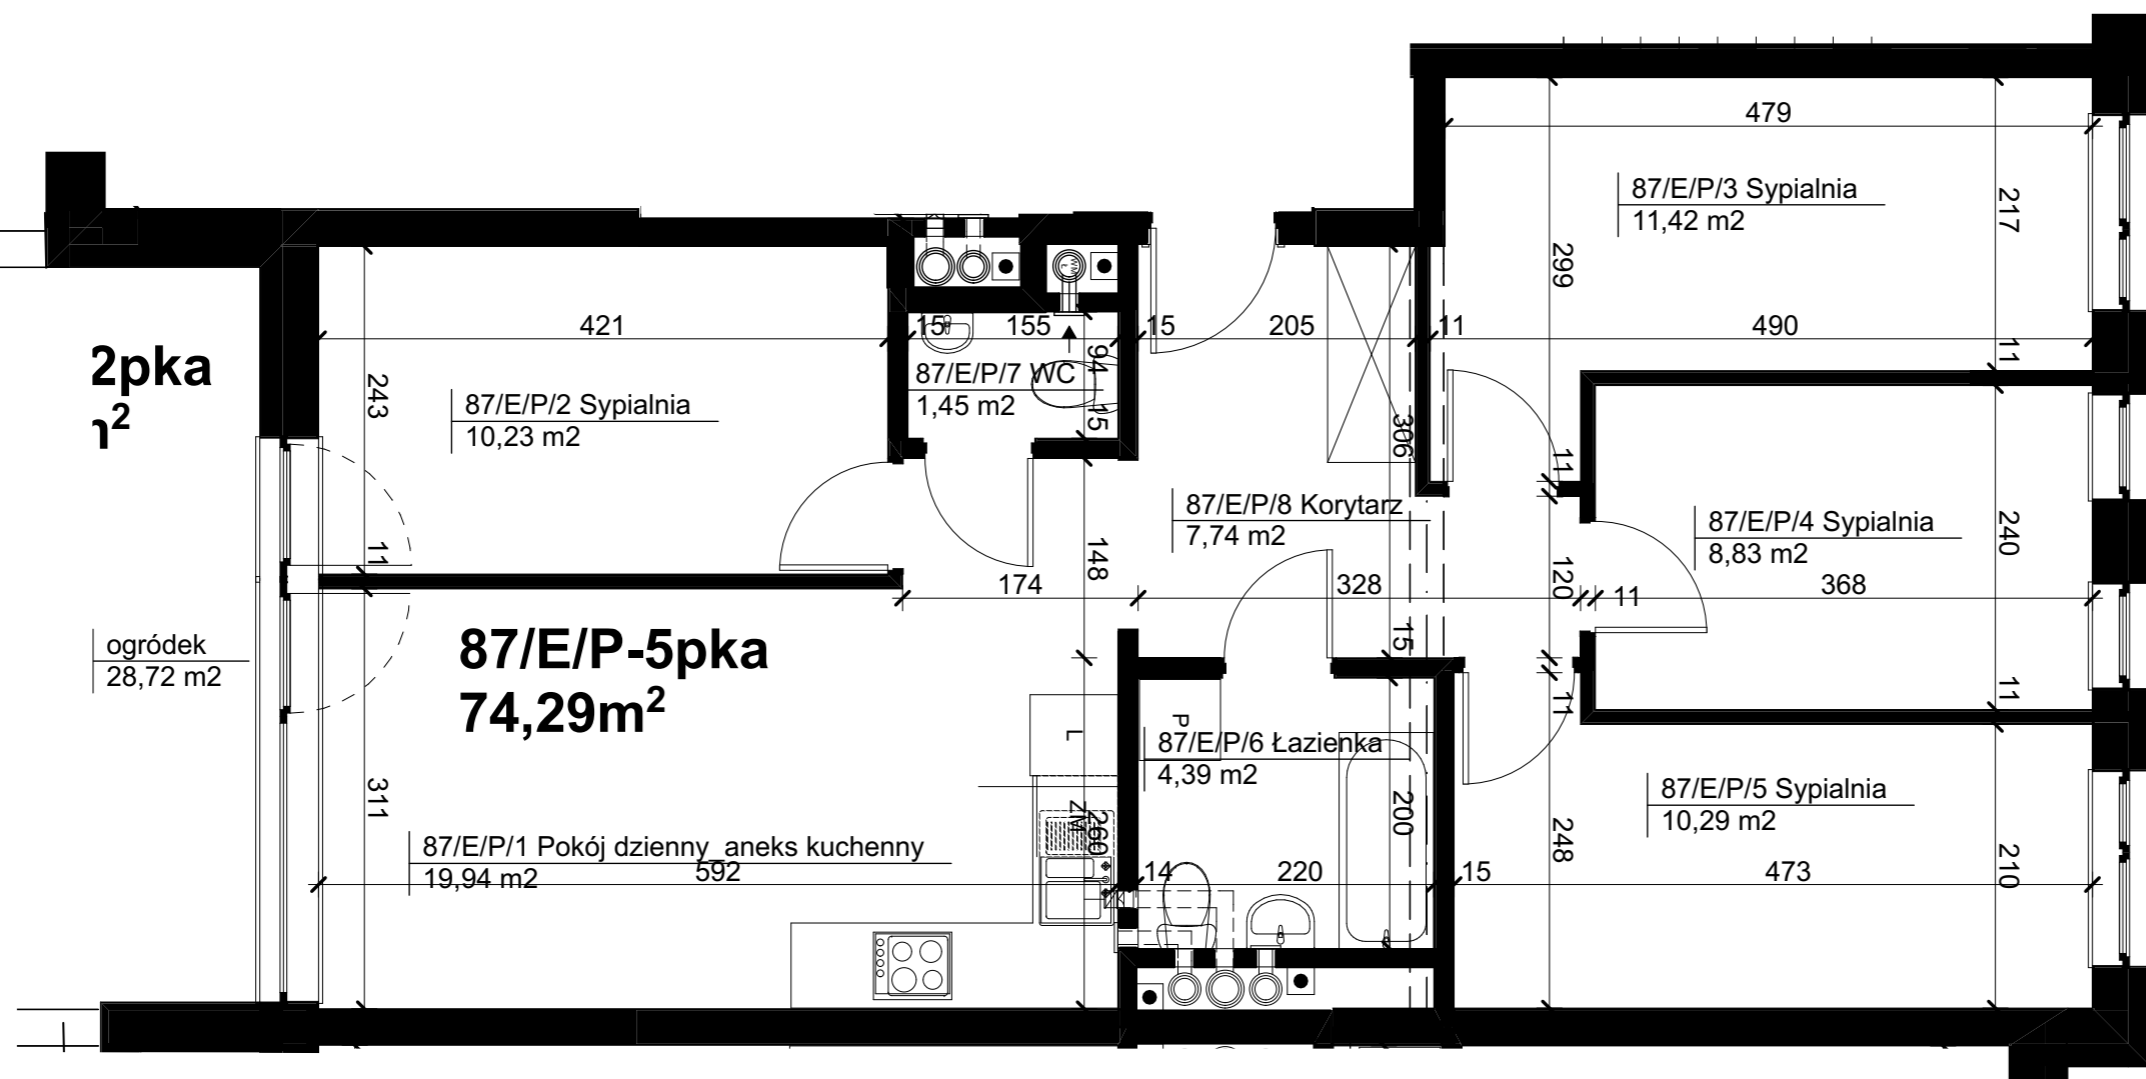 479
87/E/P/3 Sypialnia
11,42 m2
217
299
11
2pka
421
15
155
15
205
11
490
94
87/E/P/7 WC
1,45 m2
15
WM
Ł
243
87/E/P/2 Sypialnia
10,23 m2
306
11
11
87/E/P/8 Korytarz
7,74 m2
87/E/P/4 Sypialnia
8,83 m2
240
148
174
328
120
11
368
ogródek
28,72 m2
87/E/P-5pka
74,29m²
15
11
11
L
P
87/E/P/6 Łazienka
4,39 m2
311
ZM
260
200
87/E/P/5 Sypialnia
10,29 m2
248
210
87/E/P/1 Pokój dzienny_aneks kuchenny
19,94 m2
592
14
220
15
473